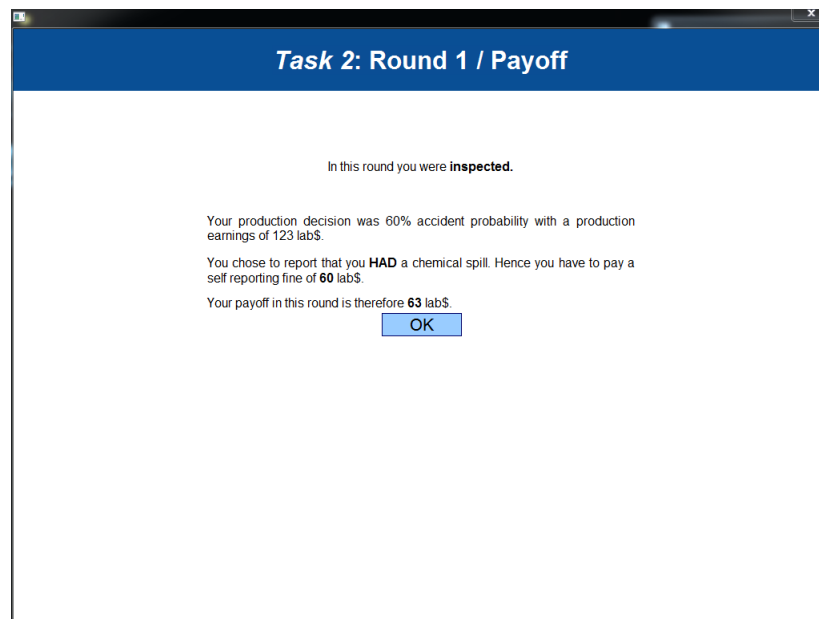 Task 2: Round 1 / Payoff
In this round you were inspected.
Your production decision was 60% accident probability with a production
earnings of 123 lab$.
You chose to report that you HAD a chemical spill. Hence you have to pay a
self reporting fine of 60 lab$.
Your payoff in this round is therefore 63 lab$.
OK